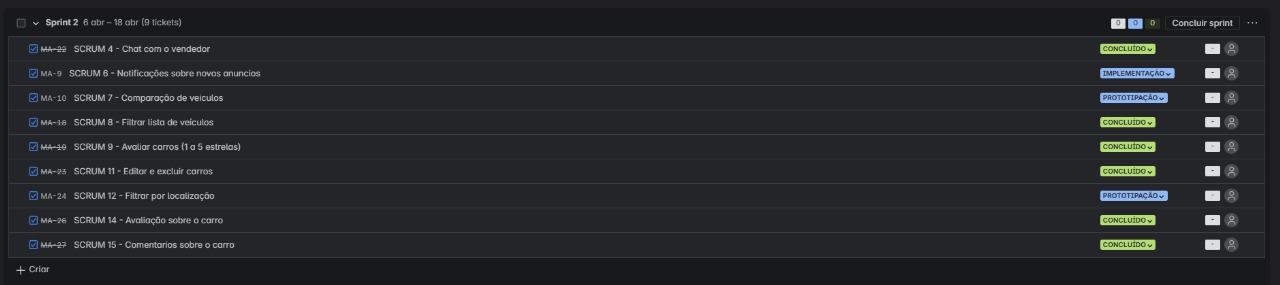 Sprint 2 6 abr – 18 abr (9 tickets) 0 0 0 Concluir sprint ...
MA-22 SCRUM 4 - Chat com o vendedor CONCLUÍDO -
MA-9 SCRUM 6 - Notificações sobre novos anuncios IMPLEMENTAÇÃO -
MA-10 SCRUM 7 - Comparação de veiculos PROTOTIPAÇÃO -
MA-18 SCRUM 8 - Filtrar lista de veículos CONCLUÍDO -
MA-19 SCRUM 9 - Avaliar carros (1 a 5 estrelas) CONCLUÍDO -
MA-23 SCRUM 11 - Editar e excluir carros CONCLUÍDO -
MA-24 SCRUM 12 - Filtrar por localização PROTOTIPAÇÃO -
MA-26 SCRUM 14 - Avaliação sobre o carro CONCLUÍDO -
MA-27 SCRUM 15 - Comentarios sobre o carro CONCLUÍDO -
+ Criar